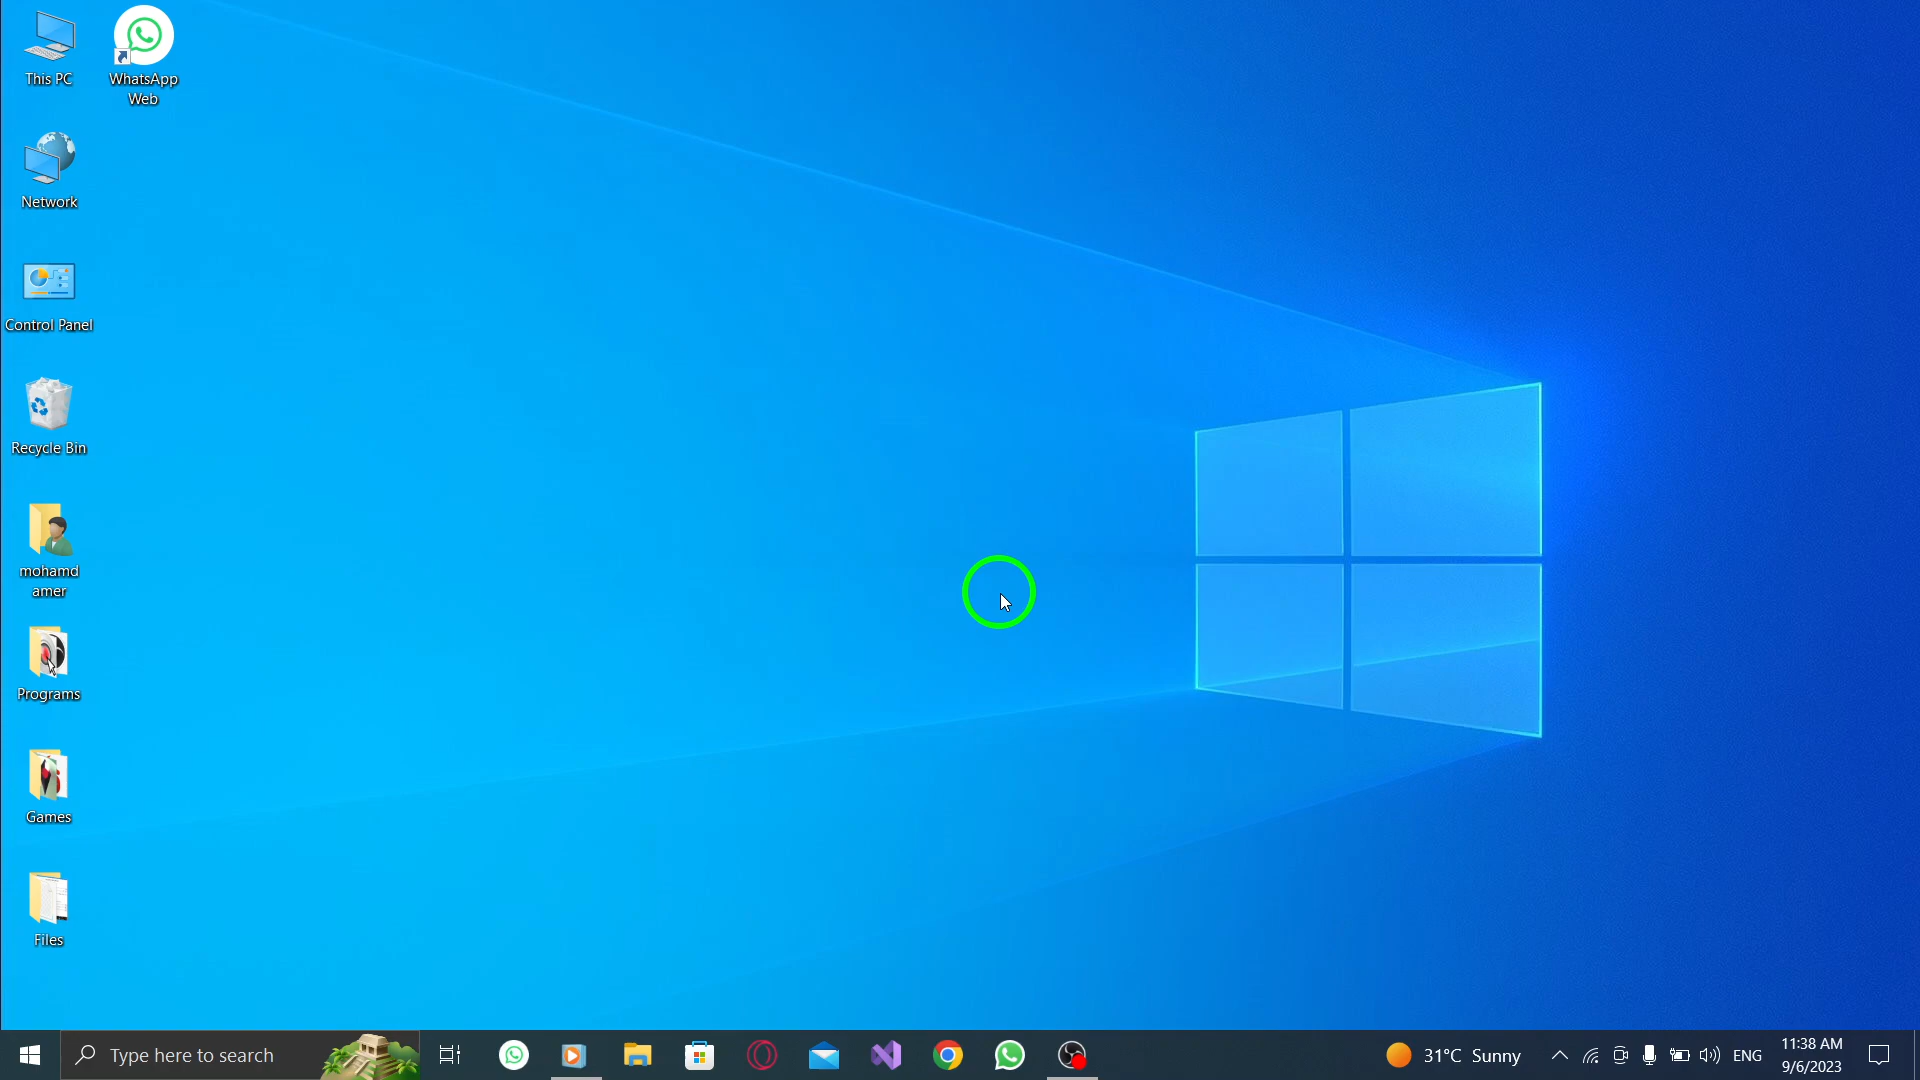 This PC
WhatsApp
Web
Network
Control Panel
Recycle Bin
mohamd
amer
Programs
Games
Files
Type here to search
31°C Sunny
ENG
11:38 AM
9/6/2023